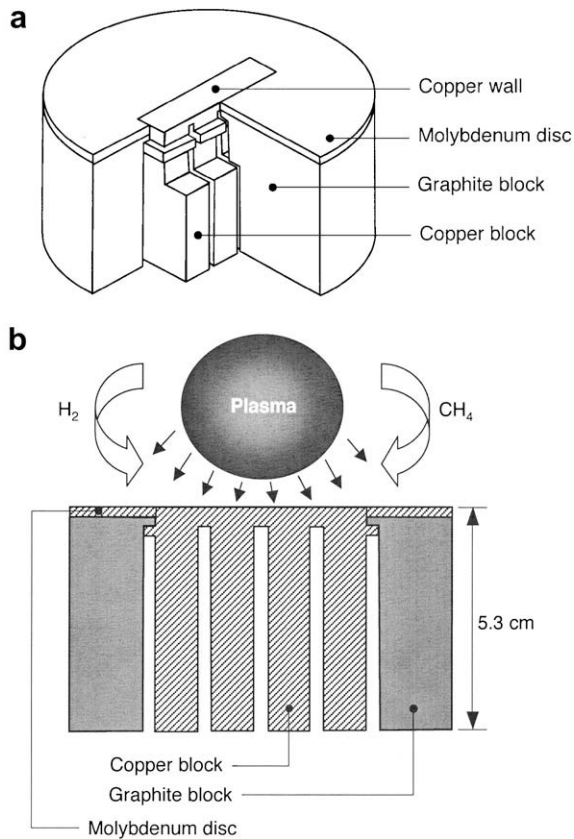 a
Copper wall
Molybdenum disc
Graphite block
Copper block
b
H2
Plasma
CH4
5.3 cm
Copper block
Graphite block
Molybdenum disc